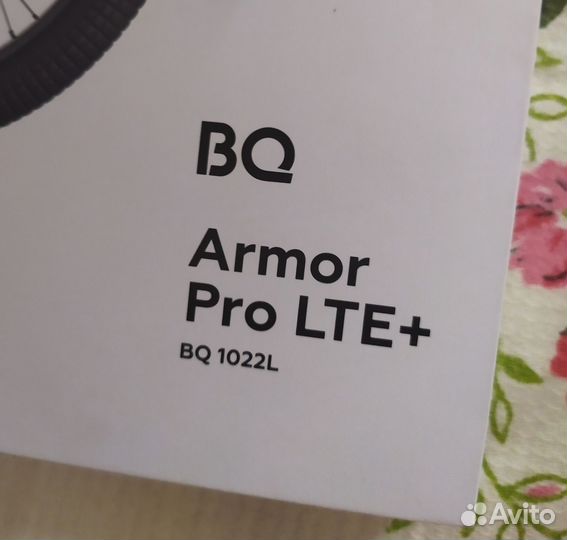 BQ
Armor
Pro LTE+
BQ 1022L
Avito